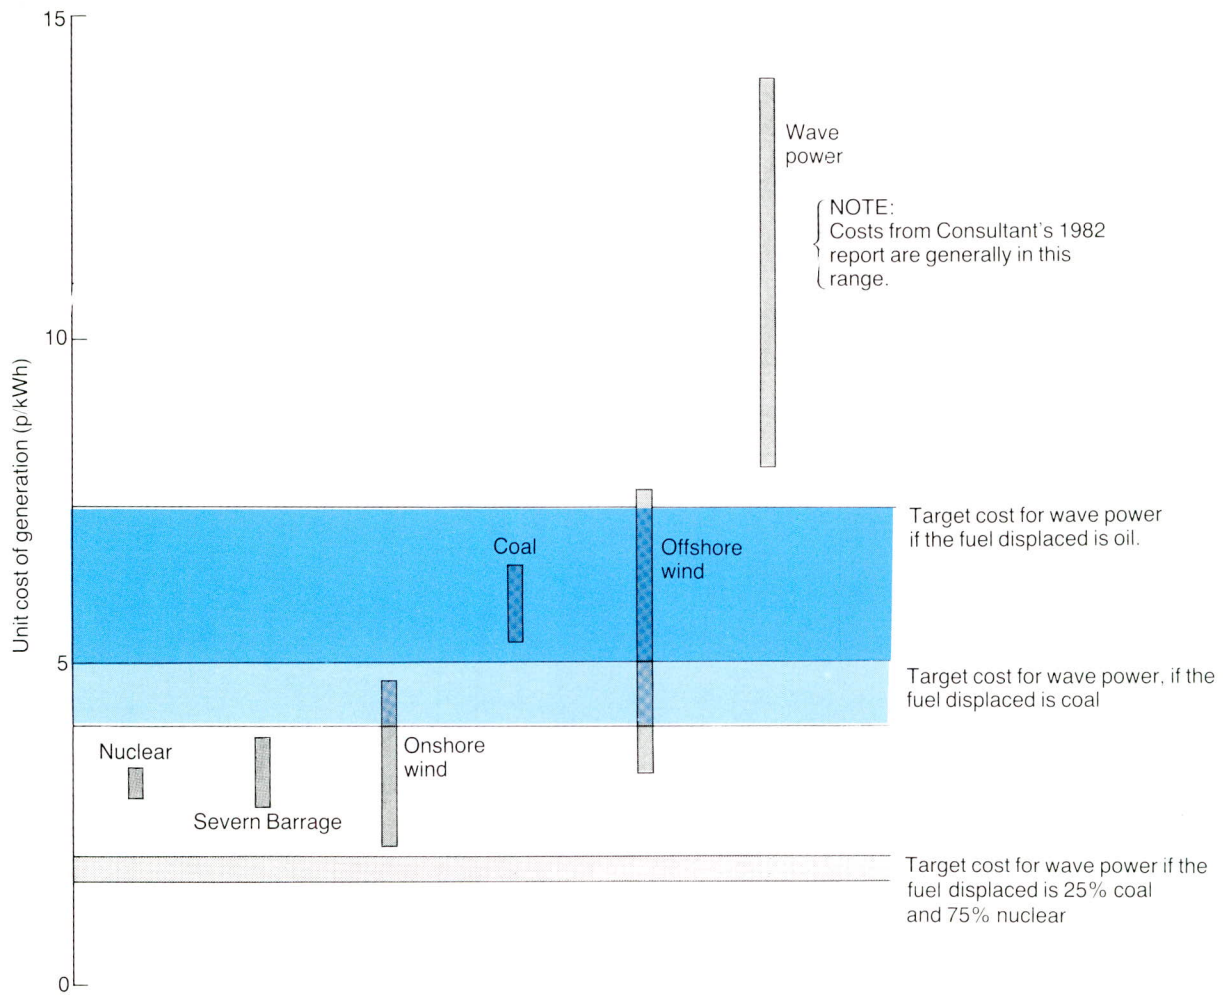 15
Wave
power
NOTE:
Costs from Consultant's 1982
report are generally in this
range.
10
Unit cost of generation (p/kWh)
Target cost for wave power
if the fuel displaced is oil.
Coal
Offshore
wind
5
Target cost for wave power, if the
fuel displaced is coal
Nuclear
Onshore
wind
Severn Barrage
Target cost for wave power if the
fuel displaced is 25% coal
and 75% nuclear
0